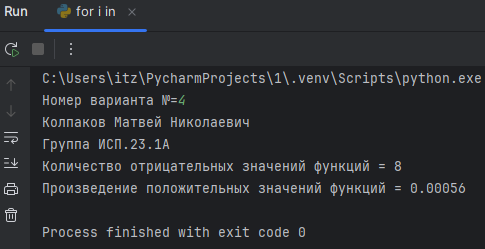 Run
for i in
C:\Users\itz\PycharmProjects\1\.venv\Scripts\python.exe
Номер варианта №=4
Колпаков Матвей Николаевич
Группа ИСП.23.1А
Количество отрицательных значений функций = 8
Произведение положительных значений функций = 0.00056
Process finished with exit code 0